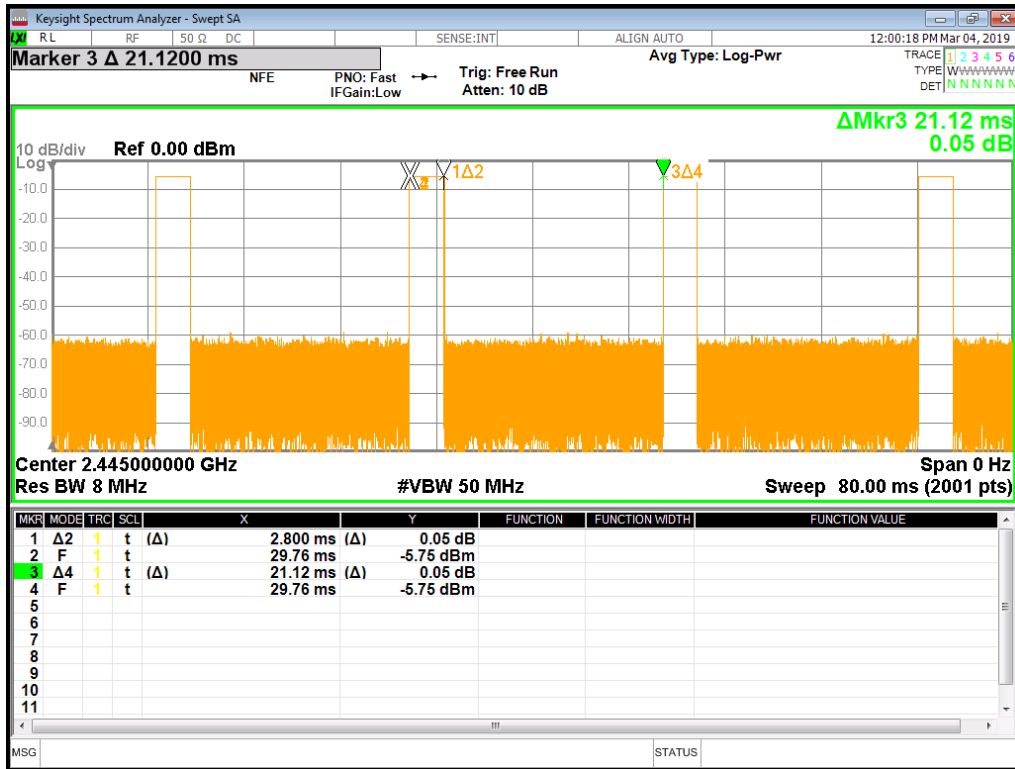 Keysight Spectrum Analyzer - Swept SA
LXI RL RF 50 Ω DC SENSE:INT ALIGN AUTO 12:00:18 PM Mar 04, 2019
Marker 3 Δ 21.1200 ms
NFE
PNO: Fast
IFGain:Low
Trig: Free Run
Atten: 10 dB
Avg Type: Log-Pwr
TRACE 1 2 3 4 5 6
TYPE WWWWWWW
DET N N N N N N
ΔMkr3 21.12 ms
0.05 dB
10 dB/div Ref 0.00 dBm
Log
1Δ2
3Δ4
-10.0
-20.0
-30.0
-40.0
-50.0
-60.0
-70.0
-80.0
-90.0
Center 2.445000000 GHz Span 0 Hz
Res BW 8 MHz #VBW 50 MHz Sweep 80.00 ms (2001 pts)
MKR MODE TRC SCL X Y FUNCTION FUNCTION WIDTH FUNCTION VALUE
1 Δ2 1 t (Δ) 2.800 ms (Δ) 0.05 dB
2 F 1 t 29.76 ms -5.75 dBm
3 Δ4 1 t (Δ) 21.12 ms (Δ) 0.05 dB
4 F 1 t 29.76 ms -5.75 dBm
5
6
7
8
9
10
11
MSG STATUS